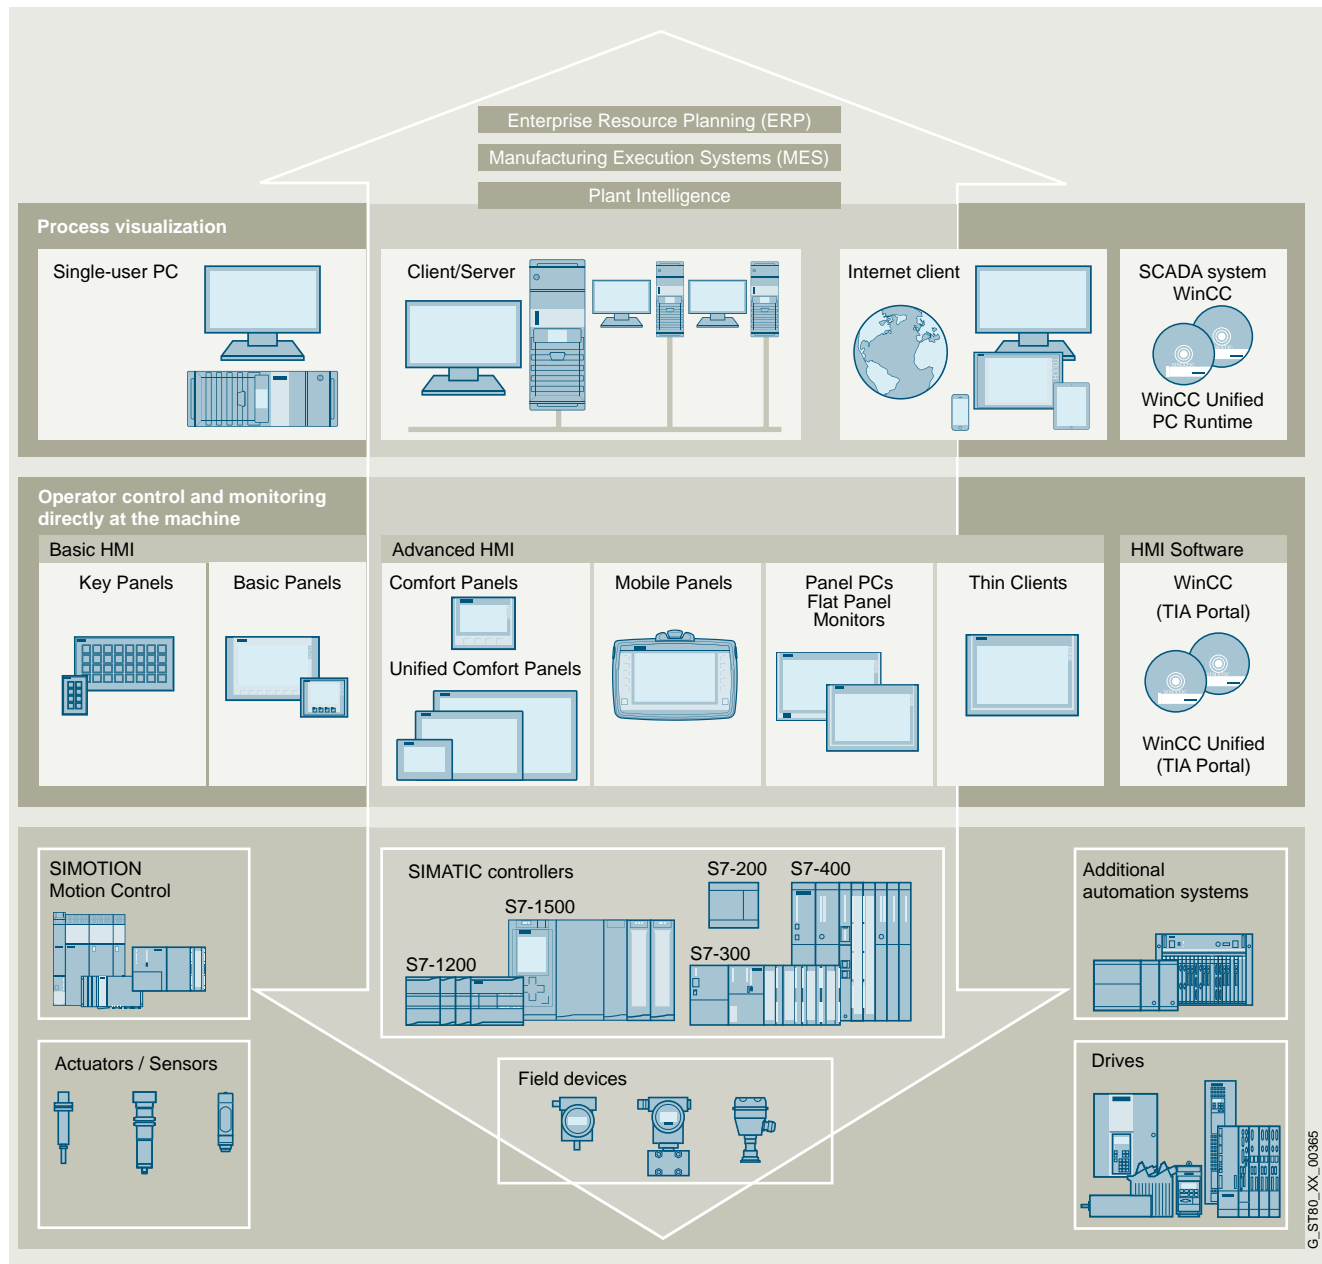 Enterprise Resource Planning (ERP)
Manufacturing Execution Systems (MES)
Plant Intelligence
Process visualization
Single-user PC
Client/Server
Internet client
SCADA system
WinCC
WinCC Unified
PC Runtime
Operator control and monitoring
directly at the machine
Basic HMI
Key Panels
Basic Panels
Advanced HMI
Comfort Panels
Unified Comfort Panels
Mobile Panels
Panel PCs
Flat Panel
Monitors
Thin Clients
HMI Software
WinCC
(TIA Portal)
WinCC Unified
(TIA Portal)
SIMOTION
Motion Control
SIMATIC controllers
S7-1200
S7-1500
S7-200
S7-300
S7-400
Additional
automation systems
Actuators / Sensors
Field devices
Drives
G_ST80_XX_00365